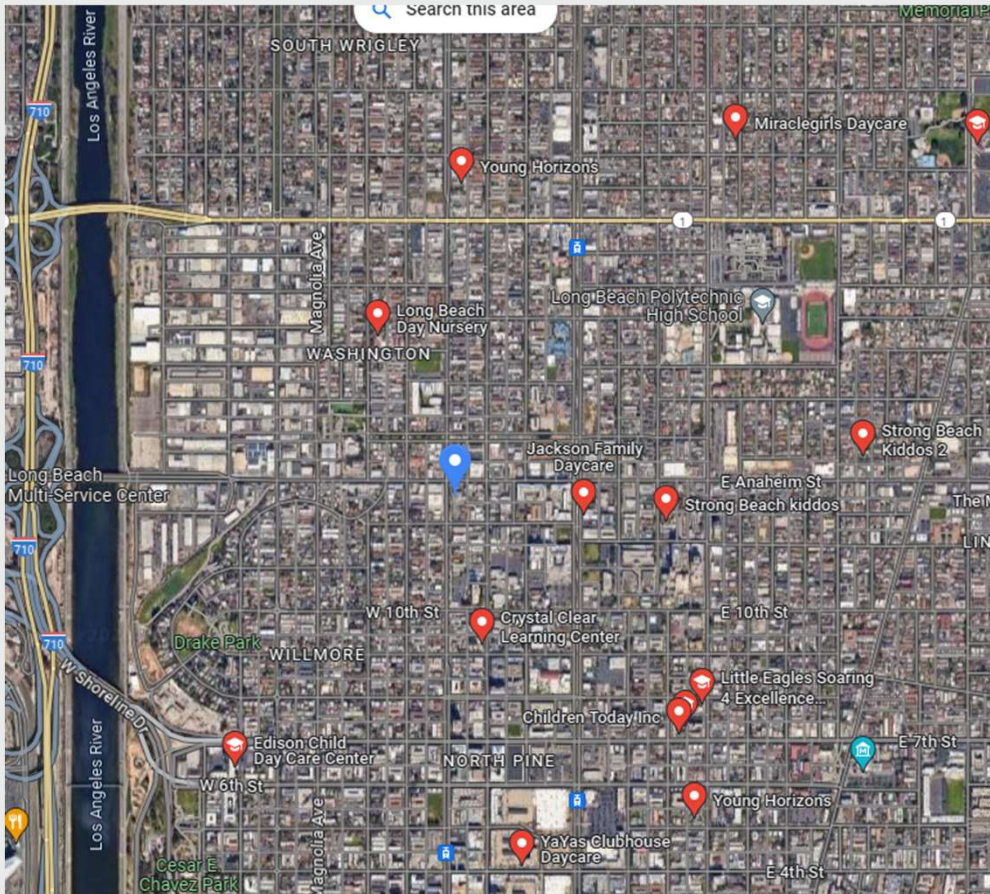 Search this area
Memorial P
SOUTH WRIGLEY
Los Angeles River
710
Miraclegirls Daycare
Young Horizons
1
1
Magnolia Ave
Long Beach Polytechnic
High School
Long Beach
Day Nursery
WASHINGTON
710
Strong Beach
Kiddos 2
Jackson Family
Daycare
Long Beach
Multi-Service Center
E Anaheim St
Strong Beach kiddos
The M
LIN
710
W 10th St
Crystal Clear
Learning Center
E 10th St
710
Drake Park
WILLMORE
W Shoreline Dr
Little Eagles Soaring
4 Excellence...
Children Today Inc
Edison Child
Day Care Center
NORTH PINE
E 7th St
W 6th St
Los Angeles River
Young Horizons
Magnolia Ave
YaYas Clubhouse
Daycare
Cesar E
Chavez Park
E 4th St